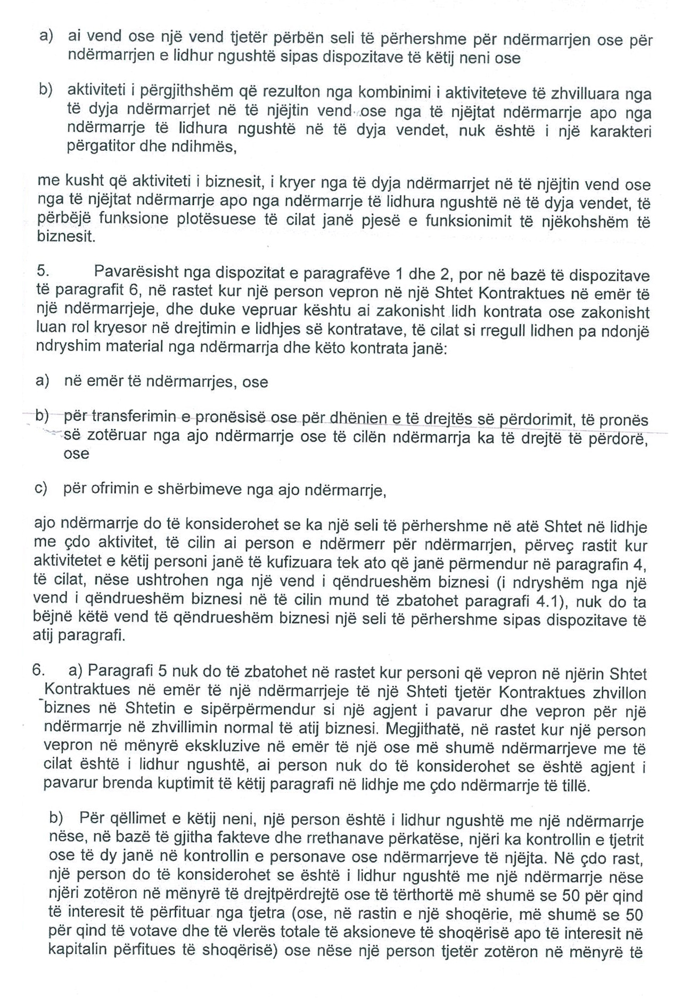 a) ai vend ose një vend tjetër përbën seli të përhershme për ndërmarrjen ose për
ndërmarrjen e lidhur ngushtë sipas dispozitave të këtij neni ose
b) aktiviteti i përgjithshëm që rezulton nga kombinimi i aktiviteteve të zhvilluara nga
të dyja ndërmarrjet në të njëjtin vend ose nga të njëjtat ndërmarrje apo nga
ndërmarrje të lidhura ngushtë në të dyja vendet, nuk është i një karakteri
përgatitor dhe ndihmës,
me kusht që aktiviteti i biznesit, i kryer nga të dyja ndërmarrjet në të njëjtin vend ose
nga të njëjtat ndërmarrje apo nga ndërmarrje të lidhura ngushtë në të dyja vendet, të
përbëjë funksione plotësuese të cilat janë pjesë e funksionimit të njëkohshëm të
biznesit.
5. Pavarësisht nga dispozitat e paragrafëve 1 dhe 2, por në bazë të dispozitave
të paragrafit 6, në rastet kur një person vepron në një Shtet Kontraktues në emër të
një ndërmarrjeje, dhe duke vepruar kështu ai zakonisht lidh kontrata ose zakonisht
luan rol kryesor në drejtimin e lidhjes së kontratave, të cilat si rregull lidhen pa ndonjë
ndryshim material nga ndërmarrja dhe këto kontrata janë:
a) në emër të ndërmarrjes, ose
b) për transferimin e pronësisë ose për dhënien e të drejtës së përdorimit, të pronës
së zotëruar nga ajo ndërmarrje ose të cilën ndërmarrja ka të drejtë të përdorë,
ose
c) për ofrimin e shërbimeve nga ajo ndërmarrje,
ajo ndërmarrje do të konsiderohet se ka një seli të përhershme në atë Shtet në lidhje
me çdo aktivitet, të cilin ai person e ndërmerr për ndërmarrjen, përveç rastit kur
aktivitetet e këtij personi janë të kufizuara tek ato që janë përmendur në paragrafin 4,
të cilat, nëse ushtrohen nga një vend i qëndrueshëm biznesi (i ndryshëm nga një
vend i qëndrueshëm biznesi në të cilin mund të zbatohet paragrafi 4.1), nuk do ta
bëjnë këtë vend të qëndrueshëm biznesi një seli të përhershme sipas dispozitave të
atij paragrafi.
6. a) Paragrafi 5 nuk do të zbatohet në rastet kur personi që vepron në njërin Shtet
Kontraktues në emër të një ndërmarrjeje të një Shteti tjetër Kontraktues zhvillon
biznes në Shtetin e sipërpërmendur si një agjent i pavarur dhe vepron për një
ndërmarrje në zhvillimin normal të atij biznesi. Megjithatë, në rastet kur një person
vepron në mënyrë ekskluzive në emër të një ose më shumë ndërmarrjeve me të
cilat është i lidhur ngushtë, ai person nuk do të konsiderohet se është agjent i
pavarur brenda kuptimit të këtij paragrafi në lidhje me çdo ndërmarrje të tillë.
b) Për qëllimet e këtij neni, një person është i lidhur ngushtë me një ndërmarrje
nëse, në bazë të gjitha fakteve dhe rrethanave përkatëse, njëri ka kontrollin e tjetrit
ose të dy janë në kontrollin e personave ose ndërmarrjeve të njëjta. Në çdo rast,
një person do të konsiderohet se është i lidhur ngushtë me një ndërmarrje nëse
njëri zotëron në mënyrë të drejtpërdrejtë ose të tërthortë më shumë se 50 për qind
të interesit të përfituar nga tjetra (ose, në rastin e një shoqërie, më shumë se 50
për qind të votave dhe të vlerës totale të aksioneve të shoqërisë apo të interesit në
kapitalin përfitues të shoqërisë) ose nëse një person tjetër zotëron në mënyrë të